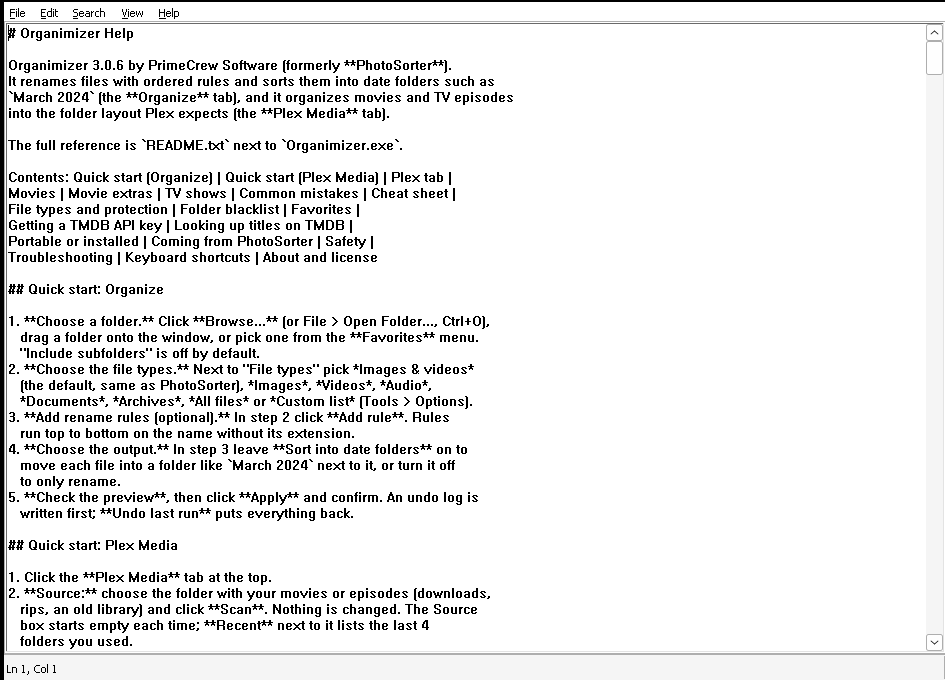 File Edit Search View Help
# Organimizer Help
Organimizer 3.0.6 by PrimeCrew Software (formerly **PhotoSorter**).
It renames files with ordered rules and sorts them into date folders such as
`March 2024` (the **Organize** tab), and it organizes movies and TV episodes
into the folder layout Plex expects (the **Plex Media** tab).
The full reference is `README.txt` next to `Organimizer.exe`.
Contents: Quick start (Organize) | Quick start (Plex Media) | Plex tab |
Movies | Movie extras | TV shows | Common mistakes | Cheat sheet |
File types and protection | Folder blacklist | Favorites |
Getting a TMDB API key | Looking up titles on TMDB |
Portable or installed | Coming from PhotoSorter | Safety |
Troubleshooting | Keyboard shortcuts | About and license
## Quick start: Organize
1. **Choose a folder.** Click **Browse...** (or File > Open Folder..., Ctrl+O),
drag a folder onto the window, or pick one from the **Favorites** menu.
"Include subfolders" is off by default.
2. **Choose the file types.** Next to "File types" pick *Images & videos*
(the default, same as PhotoSorter), *Images*, *Videos*, *Audio*,
*Documents*, *Archives*, *All files* or *Custom list* (Tools > Options).
3. **Add rename rules (optional).** In step 2 click **Add rule**. Rules
run top to bottom on the name without its extension.
4. **Choose the output.** In step 3 leave **Sort into date folders** on to
move each file into a folder like `March 2024` next to it, or turn it off
to only rename.
5. **Check the preview**, then click **Apply** and confirm. An undo log is
written first; **Undo last run** puts everything back.
## Quick start: Plex Media
1. Click the **Plex Media** tab at the top.
2. **Source:** choose the folder with your movies or episodes (downloads,
rips, an old library) and click **Scan**. Nothing is changed. The Source
box starts empty each time; **Recent** next to it lists the last 4
folders you used.
Ln 1, Col 1